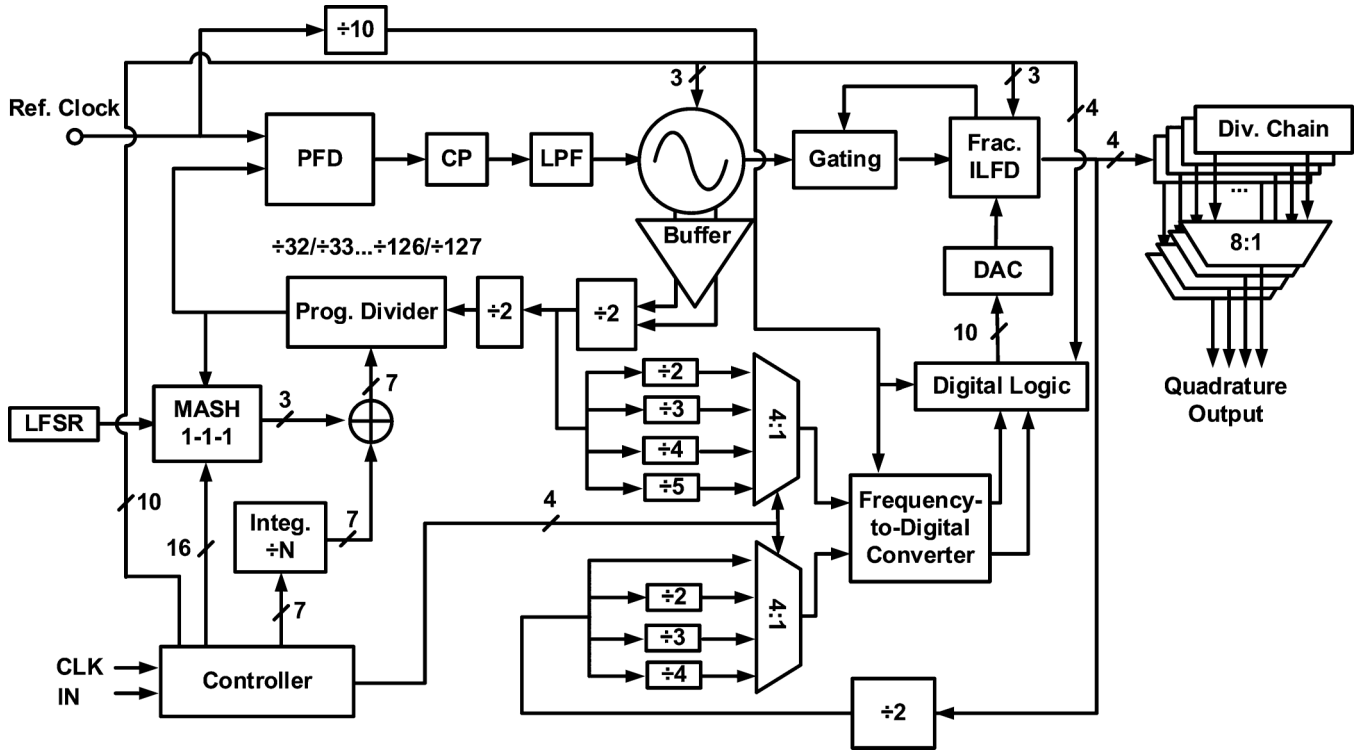 ÷10
3
3
4
Ref. Clock
PFD
CP
LPF
Gating
Frac.
ILFD
4
Div. Chain
...
8:1
Buffer
÷32/÷33...÷126/÷127
Prog. Divider
÷2
÷2
DAC
10
7
÷2
÷3
÷4
÷5
4:1
Digital Logic
Quadrature
Output
LFSR
MASH
1-1-1
3
10
16
Integ.
÷N
7
4
Frequency-
to-Digital
Converter
7
÷2
÷3
÷4
4:1
CLK
IN
Controller
÷2